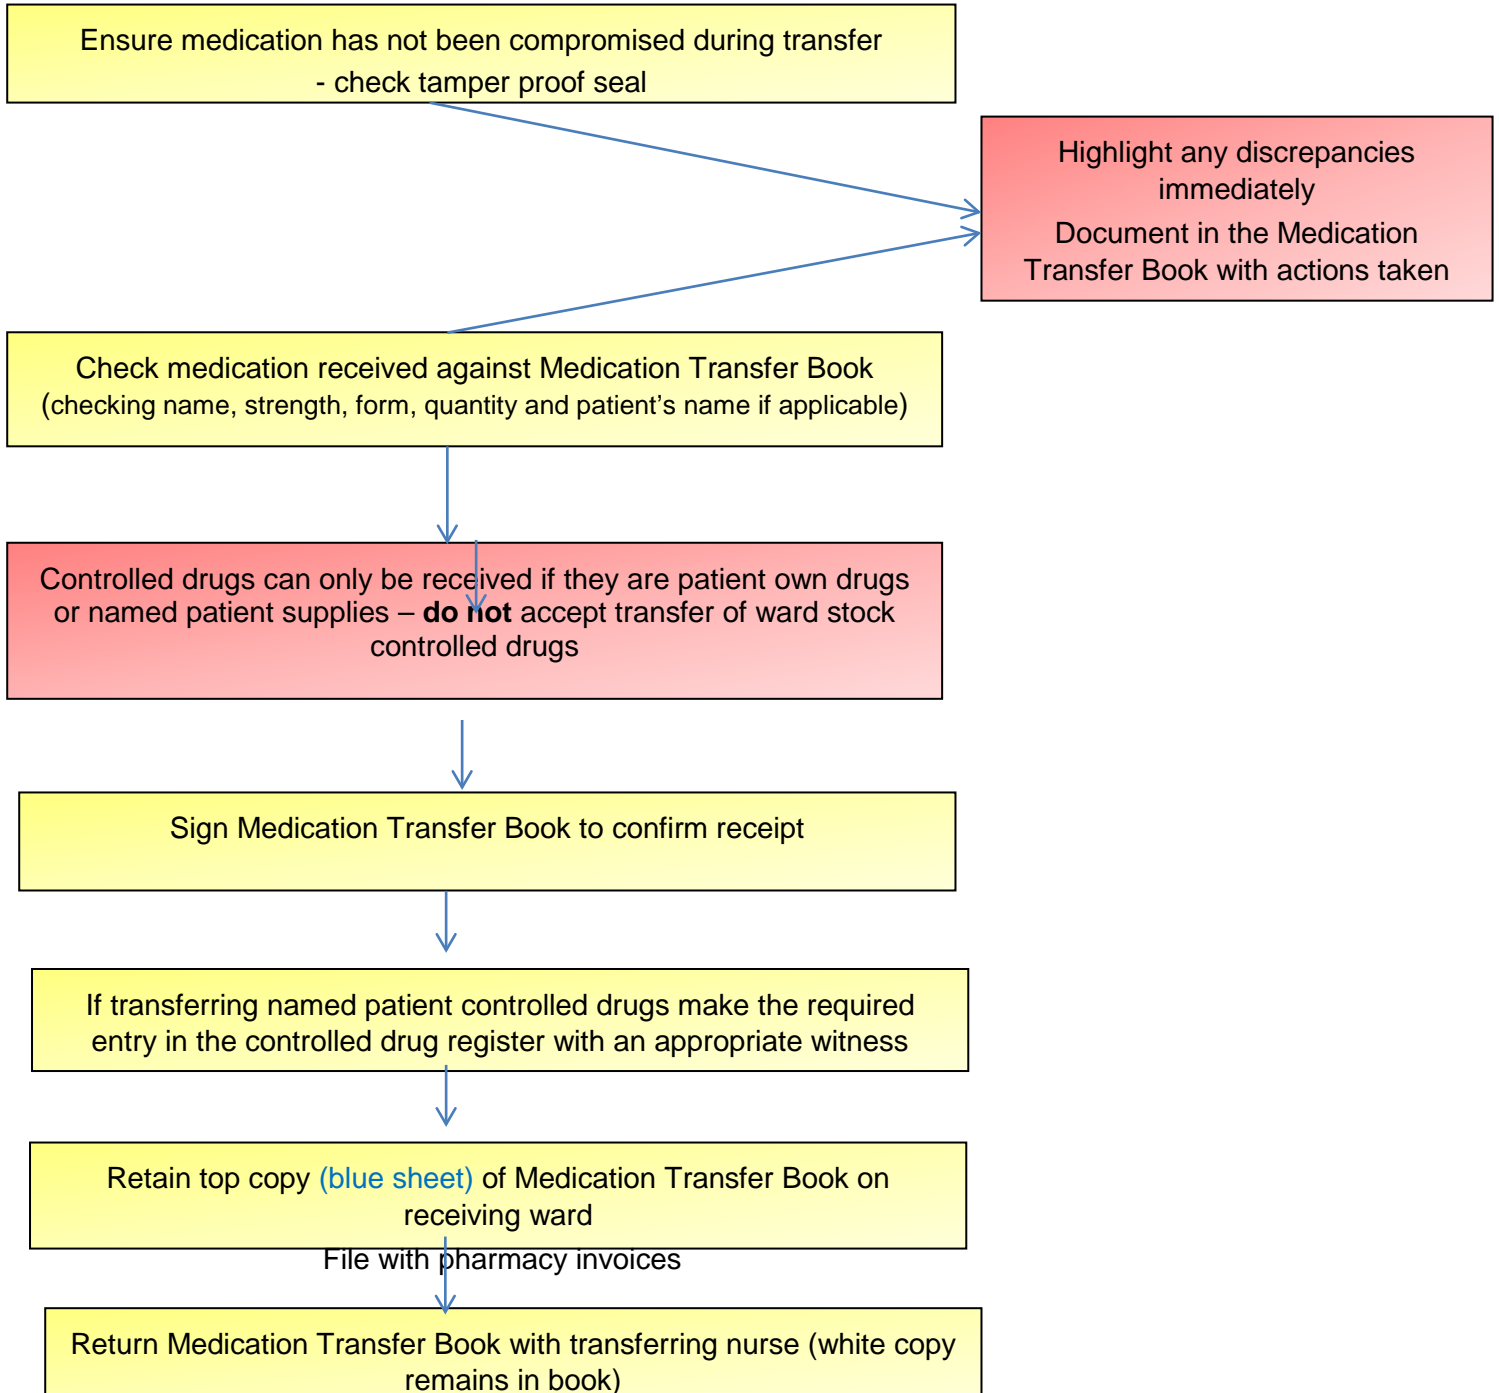 Ensure medication has not been compromised during transfer
- check tamper proof seal
Highlight any discrepancies
immediately
Document in the Medication
Transfer Book with actions taken
Check medication received against Medication Transfer Book
(checking name, strength, form, quantity and patient’s name if applicable)
Controlled drugs can only be received if they are patient own drugs
or named patient supplies – do not accept transfer of ward stock
controlled drugs
Sign Medication Transfer Book to confirm receipt
If transferring named patient controlled drugs make the required
entry in the controlled drug register with an appropriate witness
Retain top copy (blue sheet) of Medication Transfer Book on
receiving ward
File with pharmacy invoices
Return Medication Transfer Book with transferring nurse (white copy
remains in book)